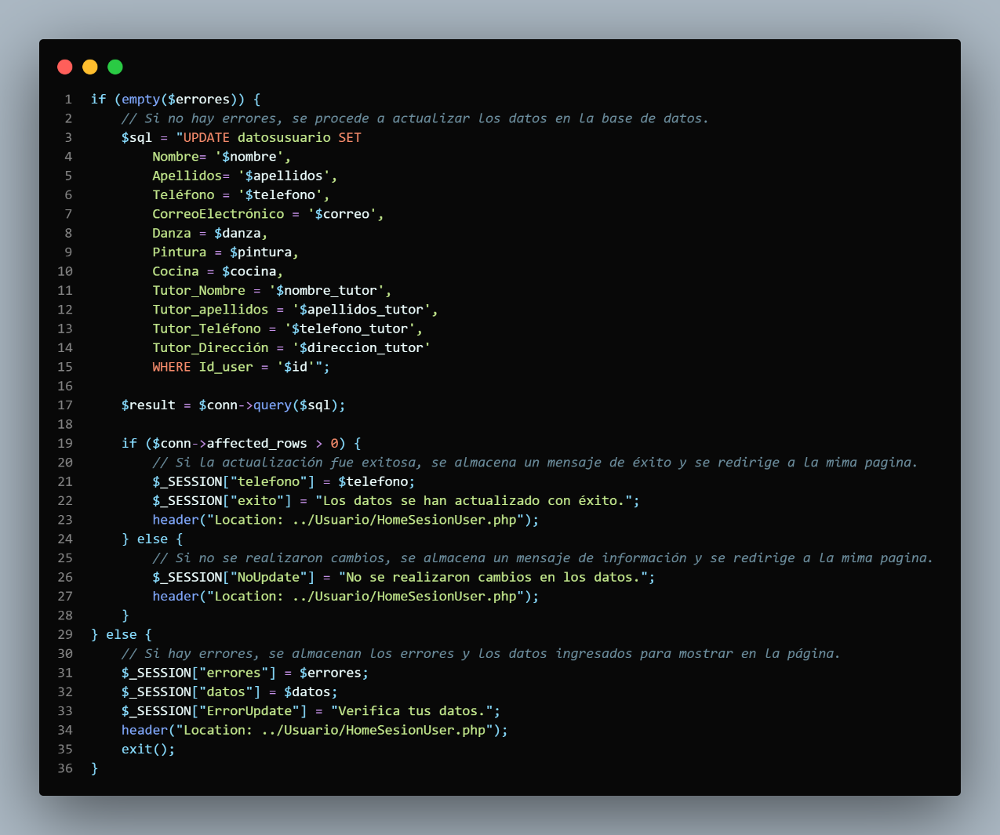 1 if (empty($errores)) {
2 // Si no hay errores, se procede a actualizar los datos en la base de datos.
3 $sql = "UPDATE datosusuario SET
4 Nombre= '$nombre',
5 Apellidos= '$apellidos',
6 Teléfono = '$telefono',
7 CorreoElectrónico = '$correo',
8 Danza = $danza,
9 Pintura = $pintura,
10 Cocina = $cocina,
11 Tutor_Nombre = '$nombre_tutor',
12 Tutor_apellidos = '$apellidos_tutor',
13 Tutor_Teléfono = '$telefono_tutor',
14 Tutor_Dirección = '$direccion_tutor'
15 WHERE Id_user = '$id'";
16
17 $result = $conn->query($sql);
18
19 if ($conn->affected_rows > 0) {
20 // Si la actualización fue exitosa, se almacena un mensaje de éxito y se redirige a la mima pagina.
21 $_SESSION["telefono"] = $telefono;
22 $_SESSION["exito"] = "Los datos se han actualizado con éxito.";
23 header("Location: ../Usuario/HomeSesionUser.php");
24 } else {
25 // Si no se realizaron cambios, se almacena un mensaje de información y se redirige a la mima pagina.
26 $_SESSION["NoUpdate"] = "No se realizaron cambios en los datos.";
27 header("Location: ../Usuario/HomeSesionUser.php");
28 }
29 } else {
30 // Si hay errores, se almacenan los errores y los datos ingresados para mostrar en la página.
31 $_SESSION["errores"] = $errores;
32 $_SESSION["datos"] = $datos;
33 $_SESSION["ErrorUpdate"] = "Verifica tus datos.";
34 header("Location: ../Usuario/HomeSesionUser.php");
35 exit();
36 }